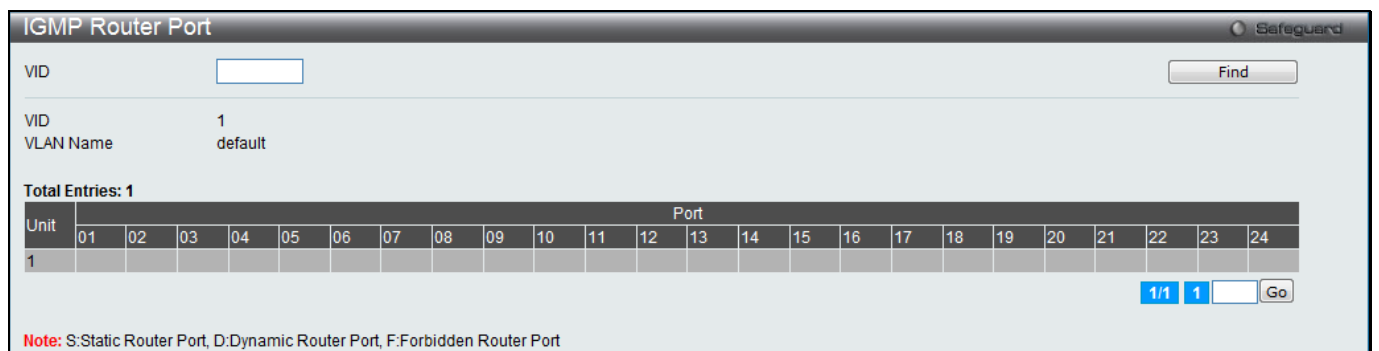 IGMP Router Port Safeguard
VID Find
VID 1
VLAN Name default
Total Entries: 1
Unit Port
01 02 03 04 05 06 07 08 09 10 11 12 13 14 15 16 17 18 19 20 21 22 23 24
1
1/1 1 Go
Note: S:Static Router Port, D:Dynamic Router Port, F:Forbidden Router Port